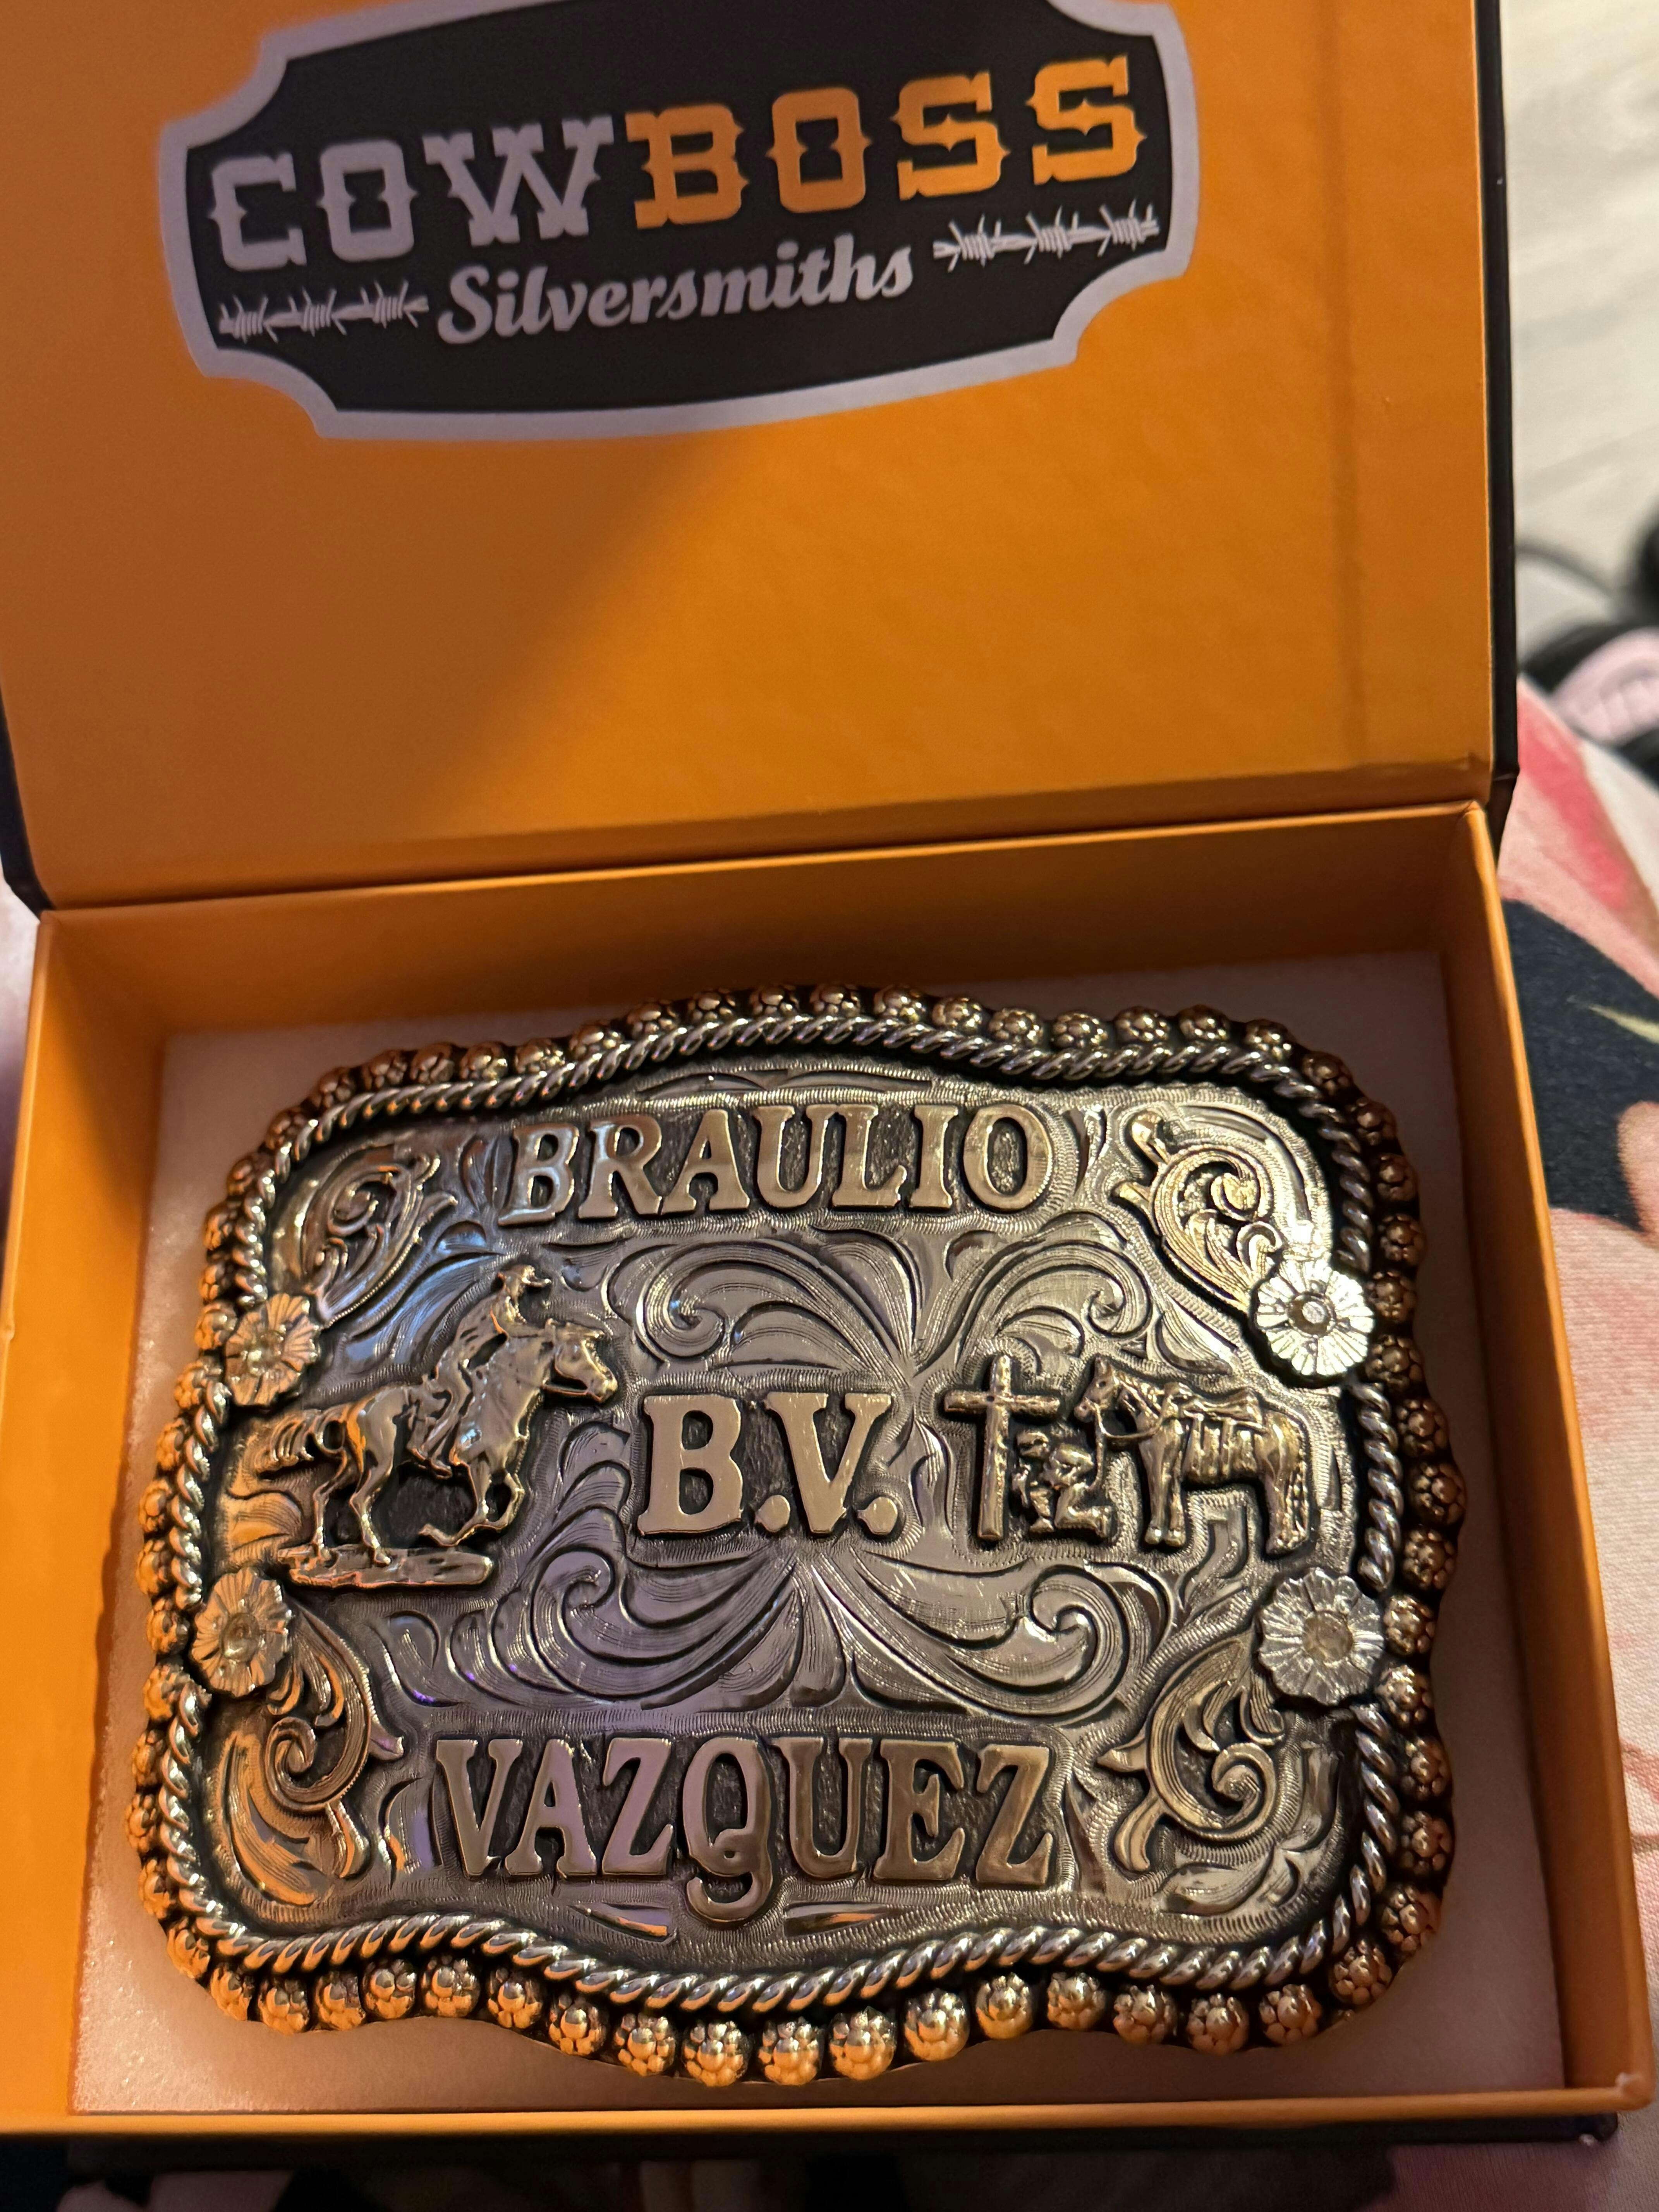 COWBOSS
Silversmiths
BRAULIO
B.V.
VAZQUEZ